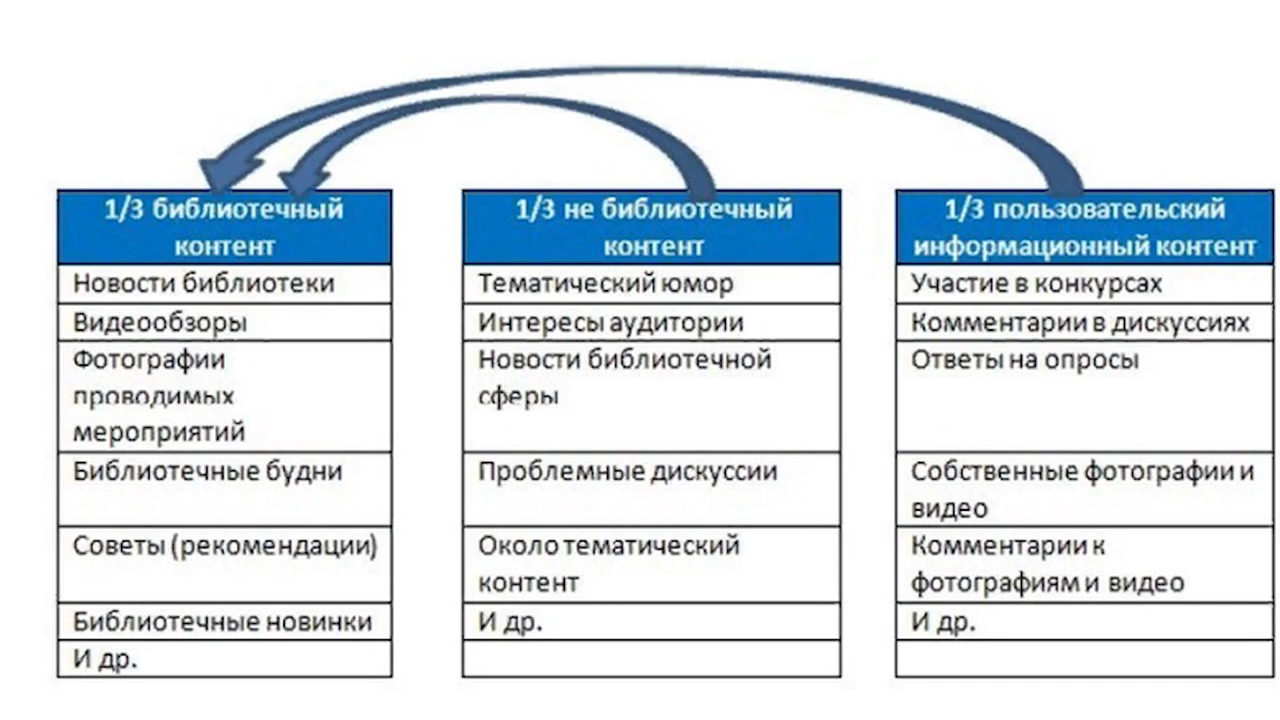 1/3 библиотечный
контент
Новости библиотеки
Видеообзоры
Фотографии
проводимых
мероприятий
Библиотечные будни
Советы (рекомендации)
Библиотечные новинки
И др.
1/3 не библиотечный
контент
Тематический юмор
Интересы аудитории
Новости библиотечной
сферы
Проблемные дискуссии
Около тематический
контент
И др.
1/3 пользовательский
информационный контент
Участие в конкурсах
Комментарии в дискуссиях
Ответы на опросы
Собственные фотографии и
видео
Комментарии к
фотографиям и видео
И др.